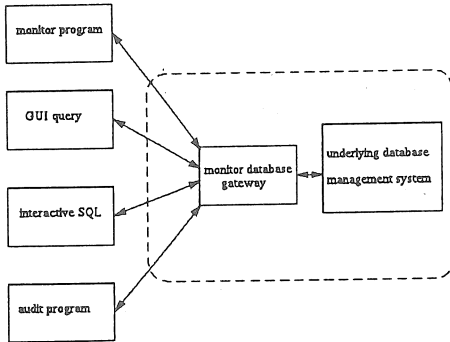 monitor program
GUI query
interactive SQL
audit program
monitor database
gateway
underlying database
management system